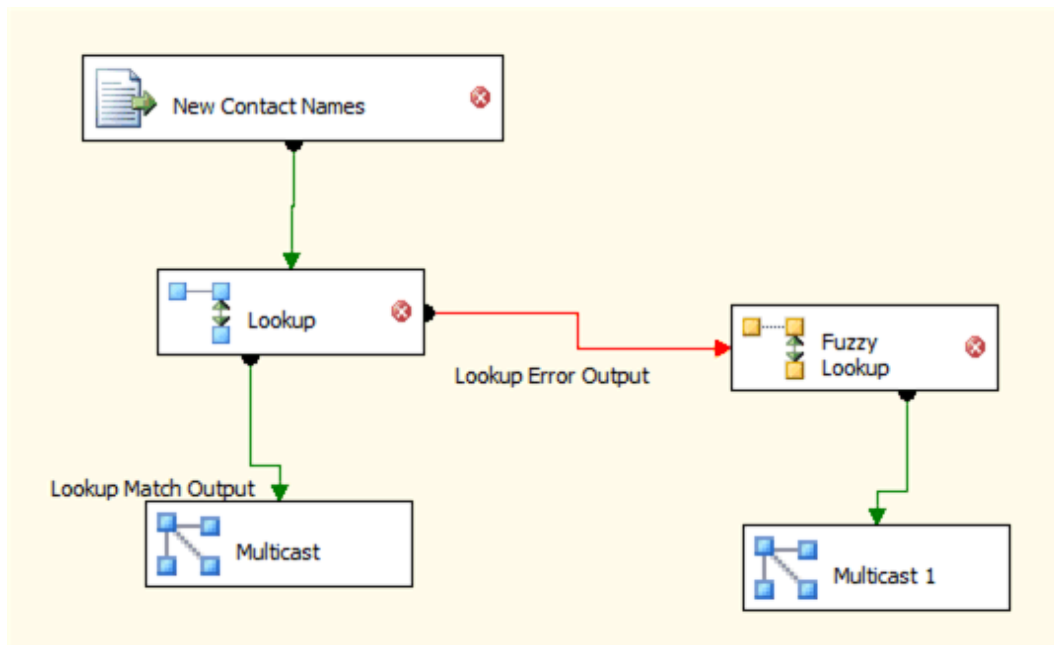 New Contact Names
Lookup
Fuzzy
Lookup
Lookup Error Output
Lookup Match Output
Multicast
Multicast 1